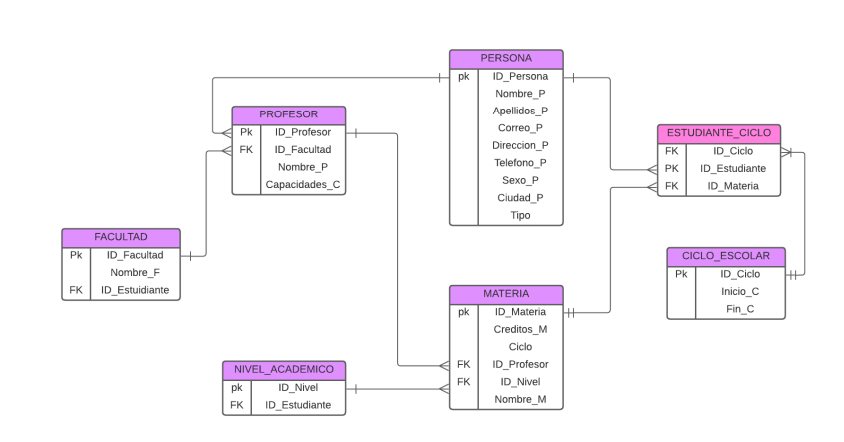 PERSONA
pk ID_Persona
Nombre_P
Apellidos_P
Correo_P
Direccion_P
Telefono_P
Sexo_P
Ciudad_P
Tipo
PROFESOR
Pk ID_Profesor
FK ID_Facultad
Nombre_P
Capacidades_C
ESTUDIANTE_CICLO
FK ID_Ciclo
PK ID_Estudiante
FK ID_Materia
FACULTAD
Pk ID_Facultad
Nombre_F
FK ID_Estuidiante
CICLO_ESCOLAR
Pk ID_Ciclo
Inicio_C
Fin_C
MATERIA
pk ID_Materia
Creditos_M
Ciclo
FK ID_Profesor
FK ID_Nivel
Nombre_M
NIVEL_ACADEMICO
pk ID_Nivel
FK ID_Estudiante